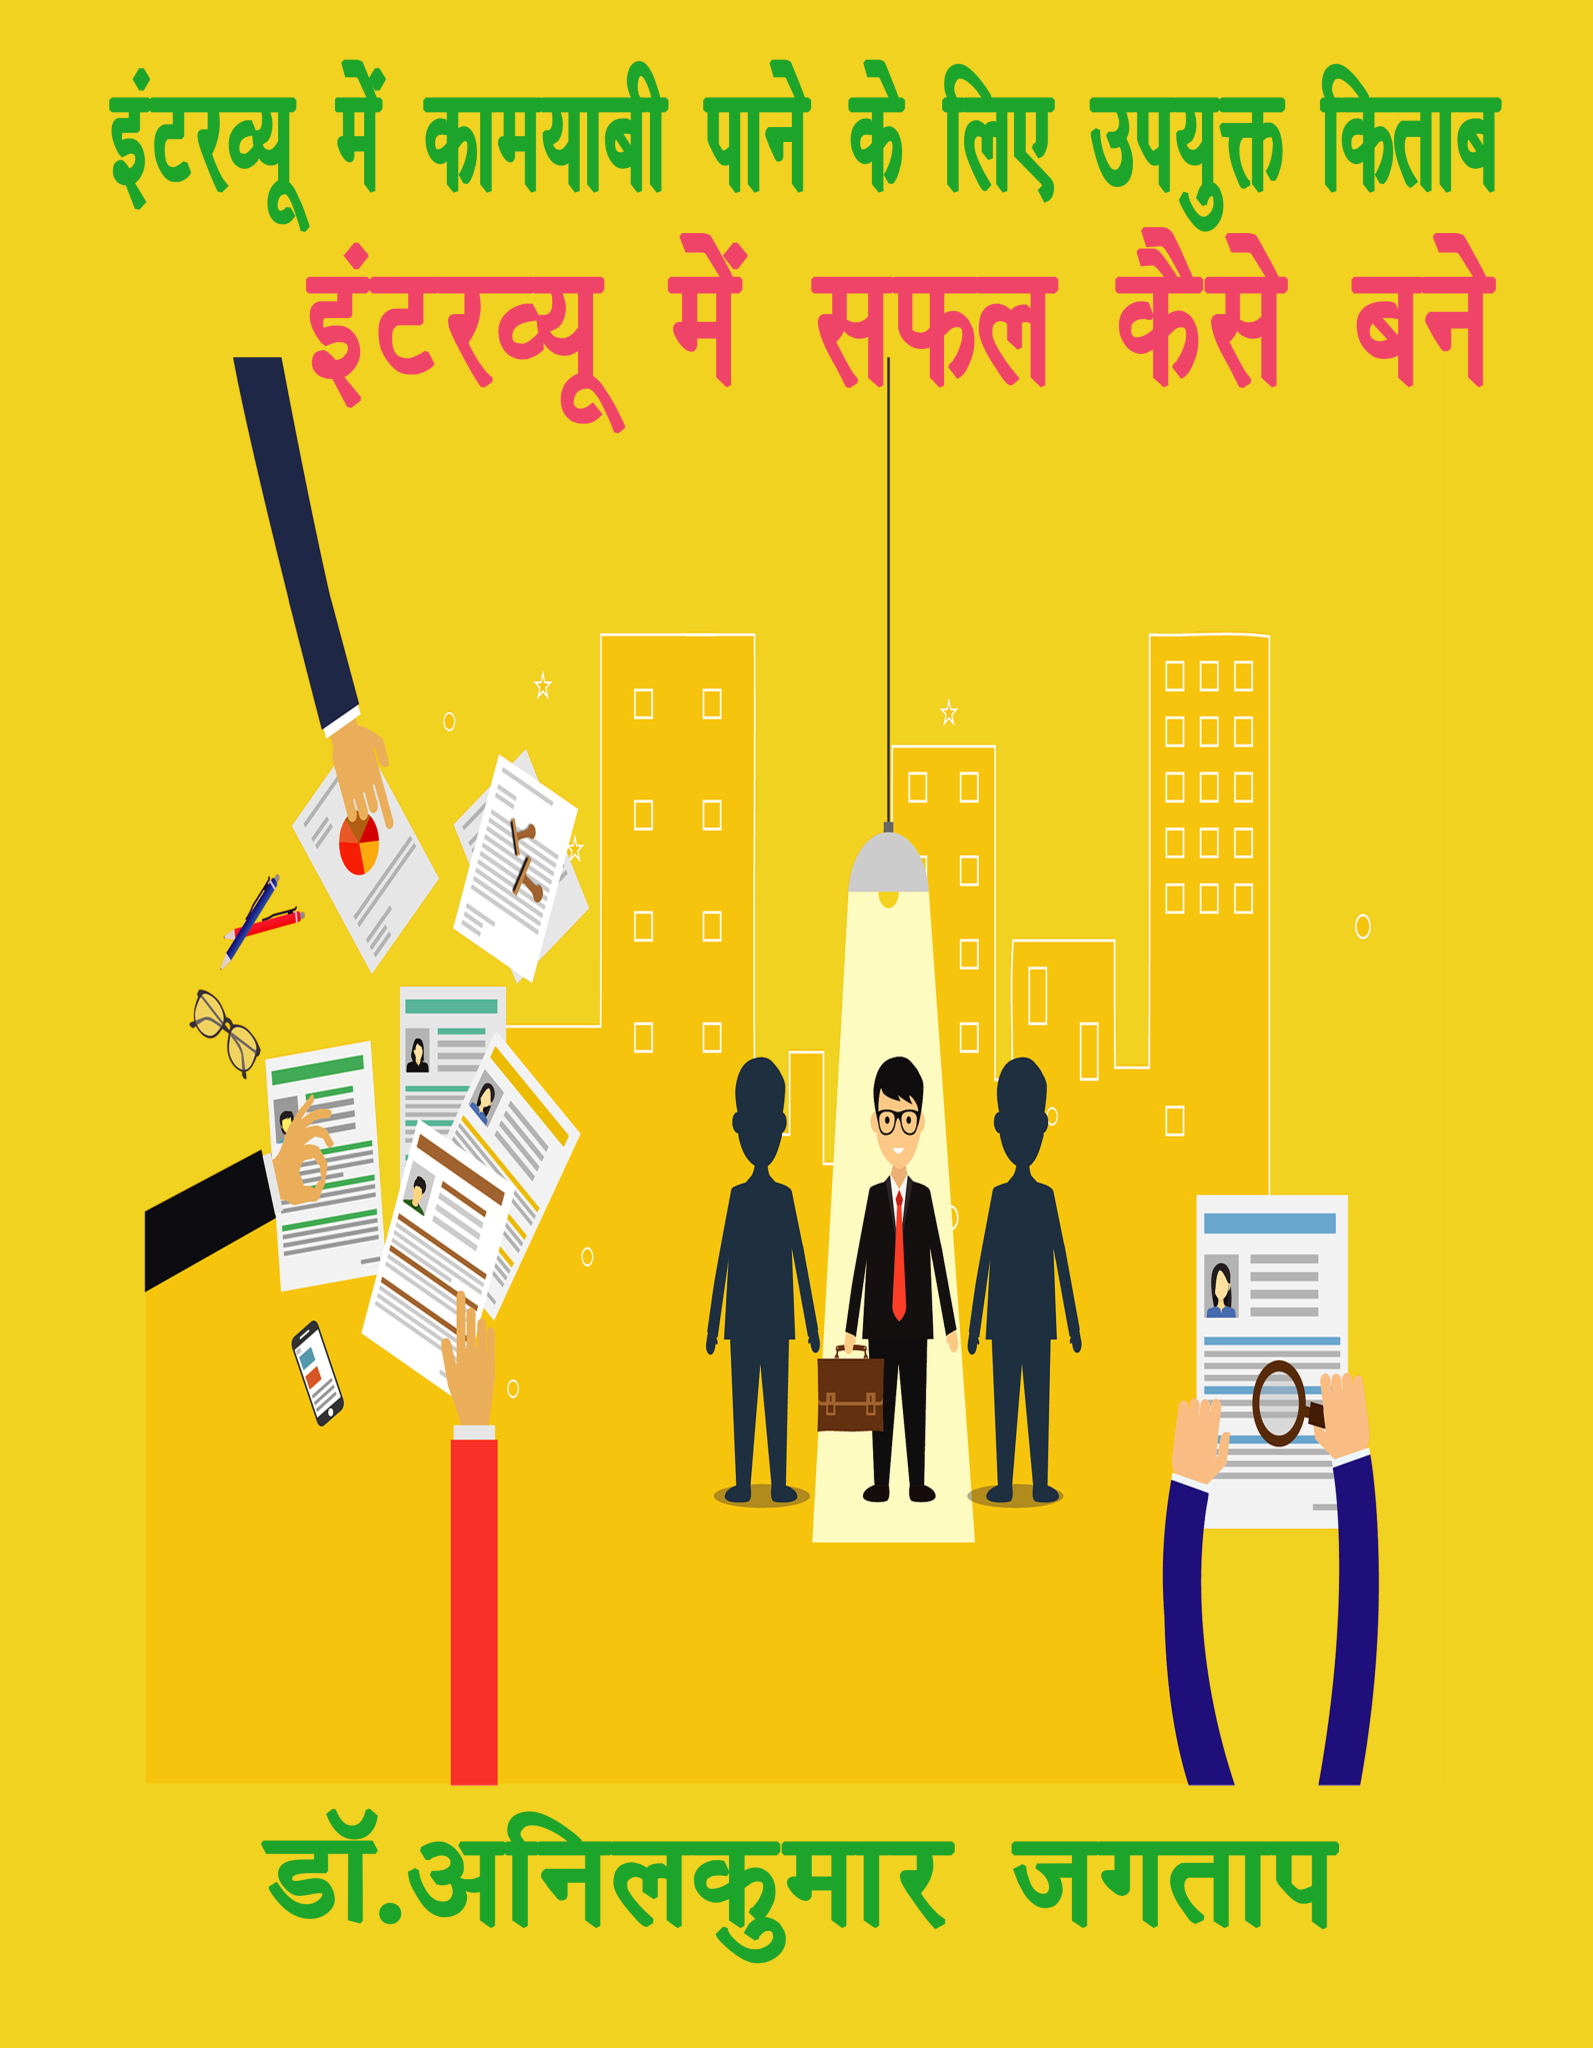 इंटरव्यू में कामयाबी पाने के लिए उपयुक्त किताब
इंटरव्यू में सफल कैसे बने
डॉ.अनिलकुमार जगताप